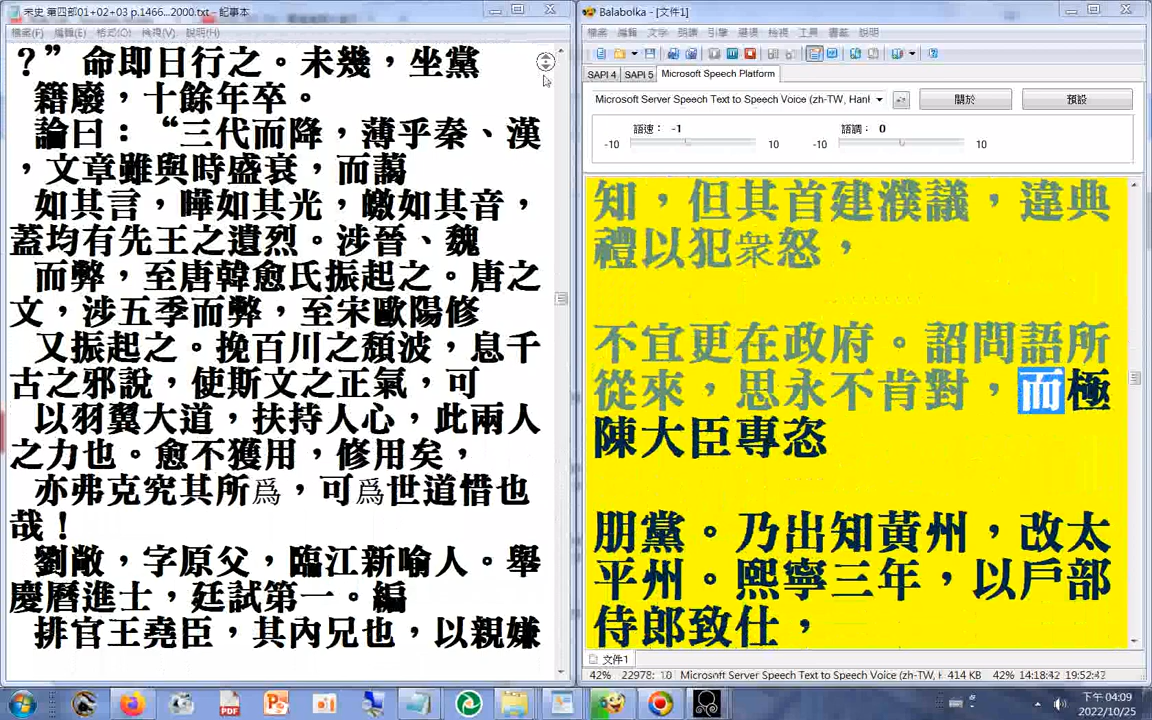 宋史 第四部01+02+03 p.1466...2000.txt - 記事本
檔案(F) 編輯(E) 格式(O) 檢視(V) 說明(H)
？”命即日行之。未幾，坐黨
籍廢，十餘年卒。
論曰：“三代而降，薄乎秦、漢
，文章雖與時盛衰，而藹
如其言，曄如其光，皦如其音，
蓋均有先王之遺烈。涉晉、魏
而弊，至唐韓愈氏振起之。唐之
文，涉五季而弊，至宋歐陽修
又振起之。挽百川之頹波，息千
古之邪說，使斯文之正氣，可
以羽翼大道，扶持人心，此兩人
之力也。愈不獲用，修用矣，
亦弗克究其所爲，可爲世道惜也
哉！
劉敞，字原父，臨江新喻人。舉
慶曆進士，廷試第一。編
排官王堯臣，其內兄也，以親嫌
Balabolka - [文件1]
檔案 編輯 文字 朗讀 引擎 選項 檢視 工具 書籤 說明
SAPI 4 SAPI 5 Microsoft Speech Platform
Microsoft Server Speech Text to Speech Voice (zh-TW, HanH
關於 預設
語速： -1 語調： 0
-10 10 -10 10
知，但其首建濮議，違典
禮以犯衆怒，
不宜更在政府。詔問語所
從來，思永不肯對，而極
陳大臣專恣
朋黨。乃出知黃州，改太
平州。熙寧三年，以戶部
侍郎致仕，
文件1
42% 22978: 10 Microsoft Server Speech Text to Speech Voice (zh-TW, HanH 414 KB 42% 14:18:42 19:52:47
下午 04:09
2022/10/25